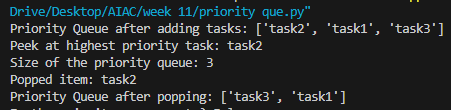 Drive/Desktop/AIAC/week 11/priority que.py"
Priority Queue after adding tasks: ['task2', 'task1', 'task3']
Peek at highest priority task: task2
Size of the priority queue: 3
Popped item: task2
Priority Queue after popping: ['task3', 'task1']